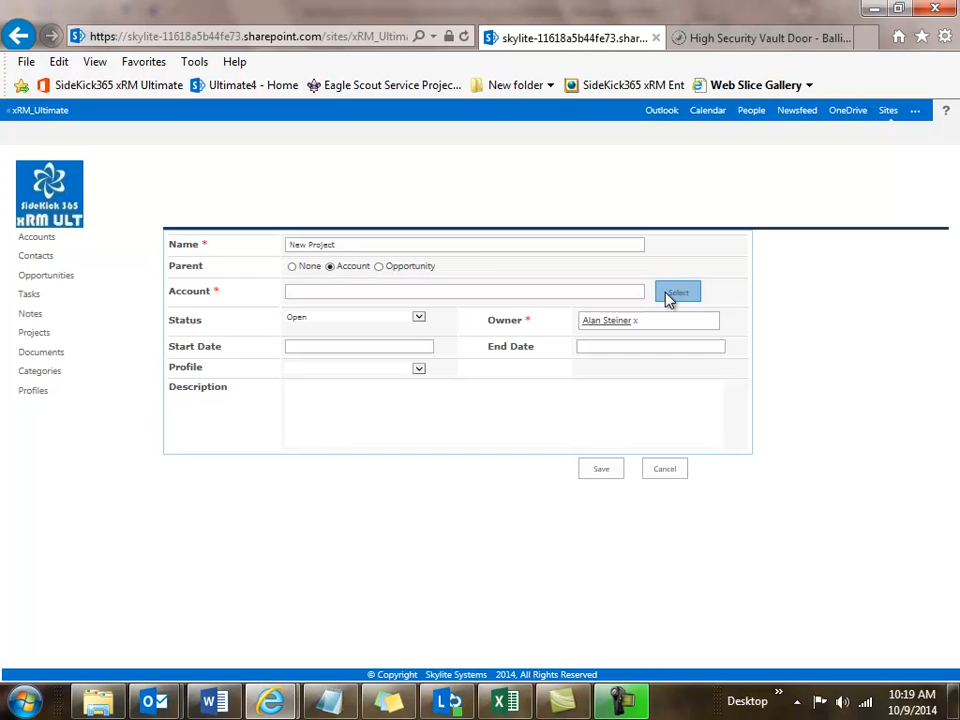 https://skylite-11618a5b44fe73.sharepoint.com/sites/xRM_Ultim.
skylite-11618a5b44fe73.shar...
High Security Vault Door - Balli...
File Edit View Favorites Tools Help
SideKick365 xRM Ultimate Ultimate4 - Home Eagle Scout Service Projec... New folder SideKick365 xRM Ent Web Slice Gallery
xRM_Ultimate Outlook Calendar People Newsfeed OneDrive Sites ... ?
SideKick 365
xRM ULT
Accounts
Contacts
Opportunities
Tasks
Notes
Projects
Documents
Categories
Profiles
Name * New Project
Parent None Account Opportunity
Account * Select
Status Open Owner * Alan Steiner x
Start Date End Date
Profile
Description
Save Cancel
© Copyright Skylite Systems 2014, All Rights Reserved
Desktop
10:19 AM
10/9/2014